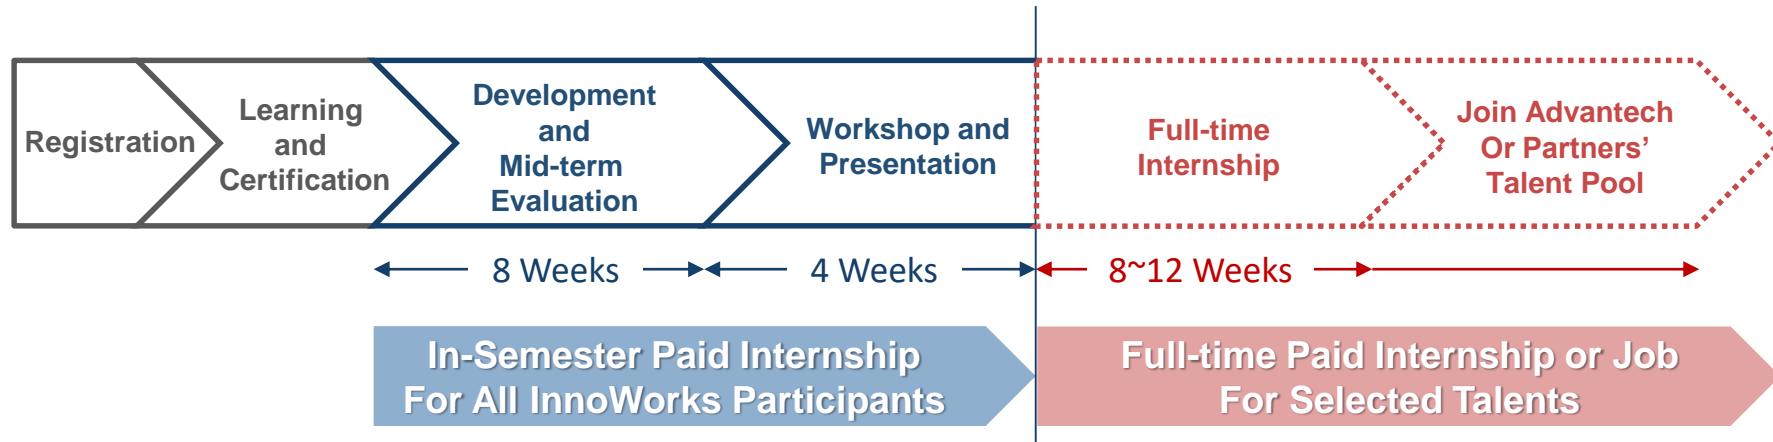 Registration
Learning
and
Certification
Development
and
Mid-term
Evaluation
Workshop and
Presentation
Full-time
Internship
Join Advantech
Or Partners’
Talent Pool
8 Weeks
4 Weeks
8~12 Weeks
In-Semester Paid Internship
For All InnoWorks Participants
Full-time Paid Internship or Job
For Selected Talents